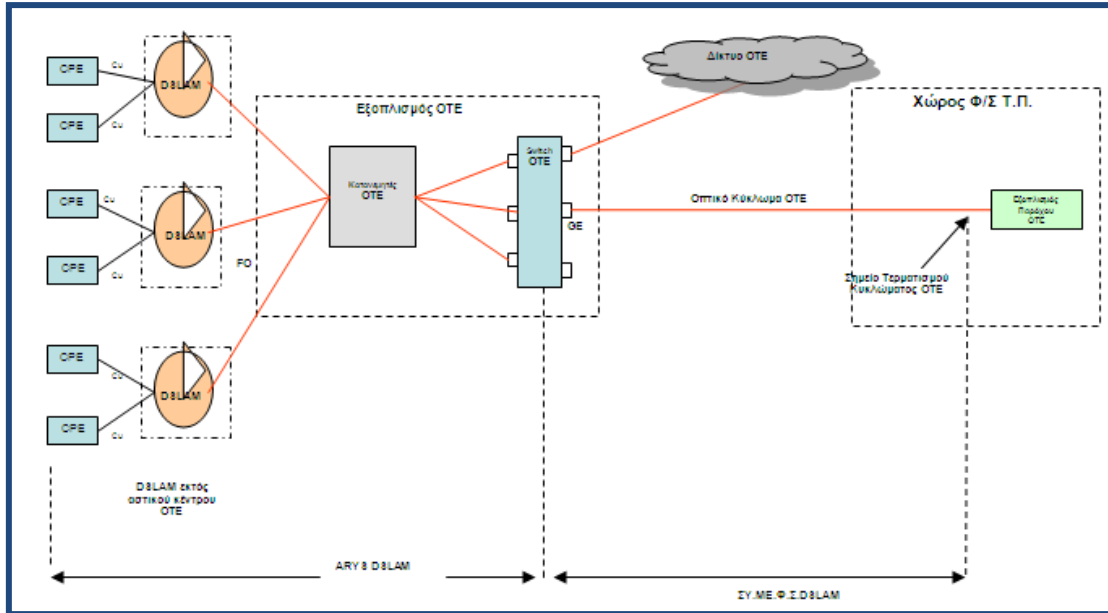 CPE
Cu
DSLAM
CPE
Cu
CPE
Cu
DSLAM
CPE
Cu
CPE
Cu
DSLAM
CPE
Cu
FO
DSLAM εκτός
αστικού κέντρου
ΟΤΕ
Εξοπλισμός ΟΤΕ
Κατανεμητές
ΟΤΕ
Switch
ΟΤΕ
GE
Δίκτυο ΟΤΕ
Οπτικό Κύκλωμα ΟΤΕ
Χώρος Φ/Σ Τ.Π.
Εξοπλισμός
Παρόχου
ΟΤΕ
Σημείο Τερματισμού
Κυκλώματος ΟΤΕ
ARYS DSLAM
ΣΥ.ΜΕ.Φ.Σ.DSLAM